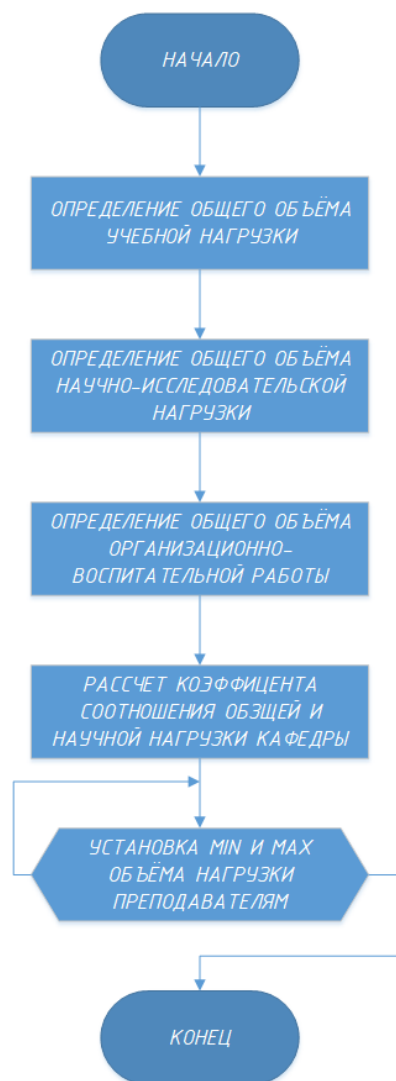 НАЧАЛО
ОПРЕДЕЛЕНИЕ ОБЩЕГО ОБЪЁМА
УЧЕБНОЙ НАГРУЗКИ
ОПРЕДЕЛЕНИЕ ОБЩЕГО ОБЪЁМА
НАУЧНО-ИССЛЕДОВАТЕЛЬСКОЙ
НАГРУЗКИ
ОПРЕДЕЛЕНИЕ ОБЩЕГО ОБЪЁМА
ОРГАНИЗАЦИОННО-
ВОСПИТАТЕЛЬНОЙ РАБОТЫ
РАССЧЕТ КОЭФФИЦЕНТА
СООТНОШЕНИЯ ОБЗЩЕЙ И
НАУЧНОЙ НАГРУЗКИ КАФЕДРЫ
УСТАНОВКА MIN И MAX
ОБЪЁМА НАГРУЗКИ
ПРЕПОДАВАТЕЛЯМ
КОНЕЦ